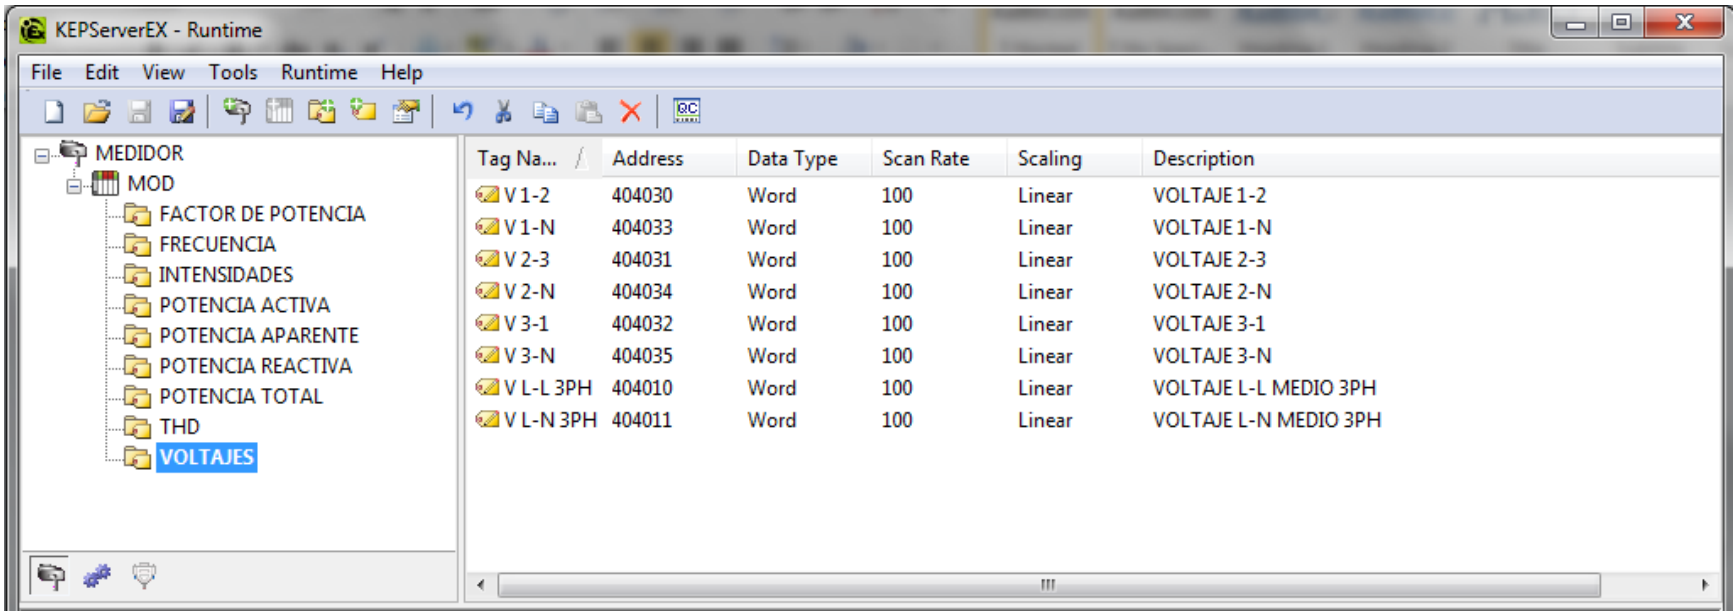 KEPServerEX - Runtime
File Edit View Tools Runtime Help
QC
MEDIDOR
MOD
FACTOR DE POTENCIA
FRECUENCIA
INTENSIDADES
POTENCIA ACTIVA
POTENCIA APARENTE
POTENCIA REACTIVA
POTENCIA TOTAL
THD
VOLTAJES
Tag Na... Address Data Type Scan Rate Scaling Description
V 1-2 404030 Word 100 Linear VOLTAJE 1-2
V 1-N 404033 Word 100 Linear VOLTAJE 1-N
V 2-3 404031 Word 100 Linear VOLTAJE 2-3
V 2-N 404034 Word 100 Linear VOLTAJE 2-N
V 3-1 404032 Word 100 Linear VOLTAJE 3-1
V 3-N 404035 Word 100 Linear VOLTAJE 3-N
V L-L 3PH 404010 Word 100 Linear VOLTAJE L-L MEDIO 3PH
V L-N 3PH 404011 Word 100 Linear VOLTAJE L-N MEDIO 3PH